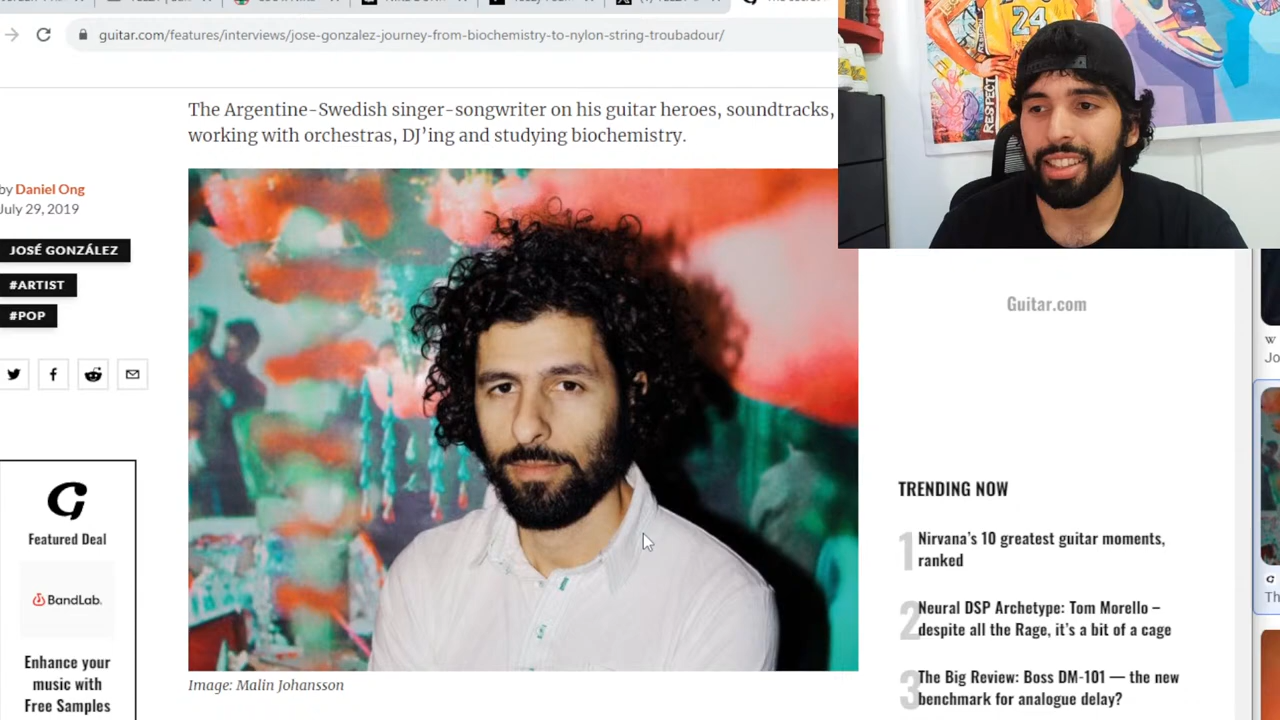 guitar.com/features/interviews/jose-gonzalez-journey-from-biochemistry-to-nylon-string-troubadour/
24
RESPECT
The Argentine-Swedish singer-songwriter on his guitar heroes, soundtracks,
working with orchestras, DJ’ing and studying biochemistry.
by Daniel Ong
July 29, 2019
JOSÉ GONZÁLEZ
#ARTIST
#POP
G
Featured Deal
BandLab.
Enhance your
music with
Free Samples
Image: Malin Johansson
Guitar.com
TRENDING NOW
1 Nirvana’s 10 greatest guitar moments,
ranked
2 Neural DSP Archetype: Tom Morello –
despite all the Rage, it’s a bit of a cage
3 The Big Review: Boss DM-101 — the new
benchmark for analogue delay?
W
Jo
G
Th